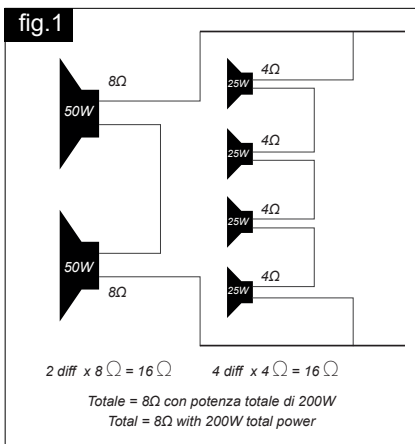 fig.1
8Ω
50W
50W
8Ω
4Ω
25W
4Ω
25W
4Ω
25W
4Ω
25W
2 diff x 8 Ω = 16 Ω
4 diff x 4 Ω = 16 Ω
Totale = 8Ω con potenza totale di 200W
Total = 8Ω with 200W total power